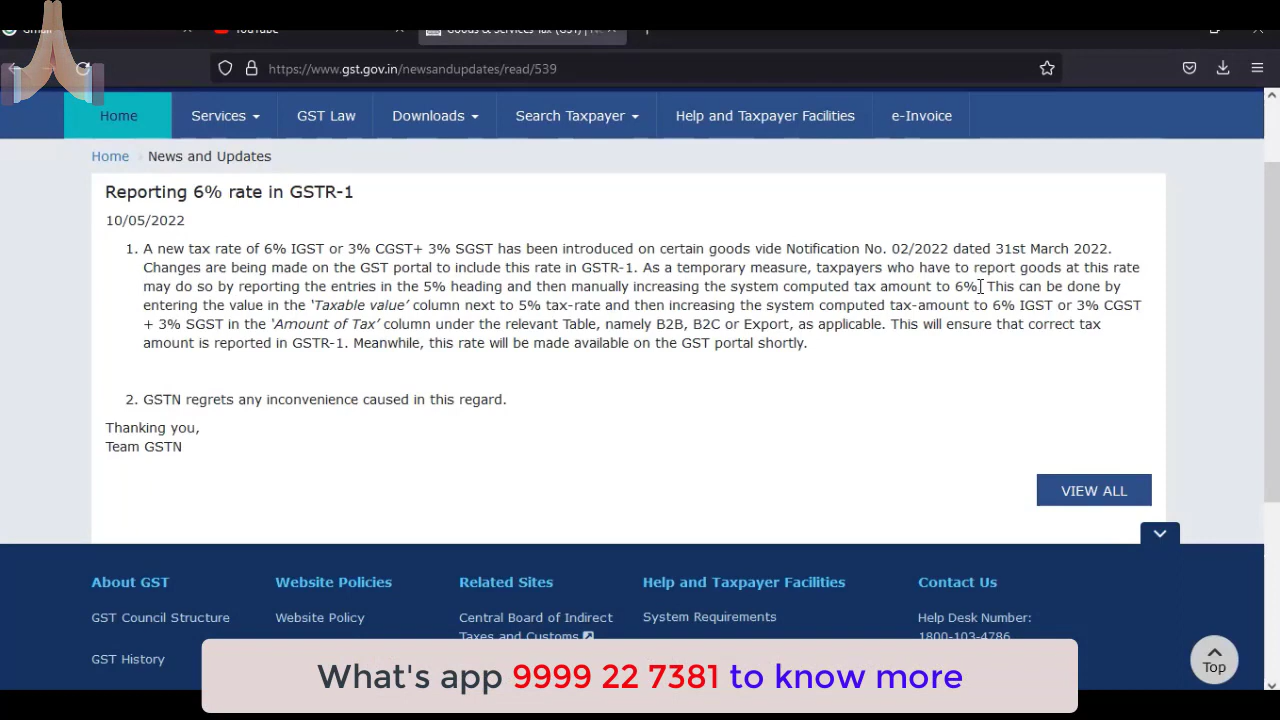 Gmail
YouTube
Goods & Services Tax (GST) |
https://www.gst.gov.in/newsandupdates/read/539
Home Services GST Law Downloads Search Taxpayer Help and Taxpayer Facilities e-Invoice
Home News and Updates
Reporting 6% rate in GSTR-1
10/05/2022
1. A new tax rate of 6% IGST or 3% CGST+ 3% SGST has been introduced on certain goods vide Notification No. 02/2022 dated 31st March 2022.
Changes are being made on the GST portal to include this rate in GSTR-1. As a temporary measure, taxpayers who have to report goods at this rate
may do so by reporting the entries in the 5% heading and then manually increasing the system computed tax amount to 6%. This can be done by
entering the value in the ‘Taxable value’ column next to 5% tax-rate and then increasing the system computed tax-amount to 6% IGST or 3% CGST
+ 3% SGST in the ‘Amount of Tax’ column under the relevant Table, namely B2B, B2C or Export, as applicable. This will ensure that correct tax
amount is reported in GSTR-1. Meanwhile, this rate will be made available on the GST portal shortly.
2. GSTN regrets any inconvenience caused in this regard.
Thanking you,
Team GSTN
VIEW ALL
About GST Website Policies Related Sites Help and Taxpayer Facilities Contact Us
GST Council Structure Website Policy Central Board of Indirect System Requirements Help Desk Number:
Taxes and Customs 1800-103-4786
GST History
Top
What's app 9999 22 7381 to know more